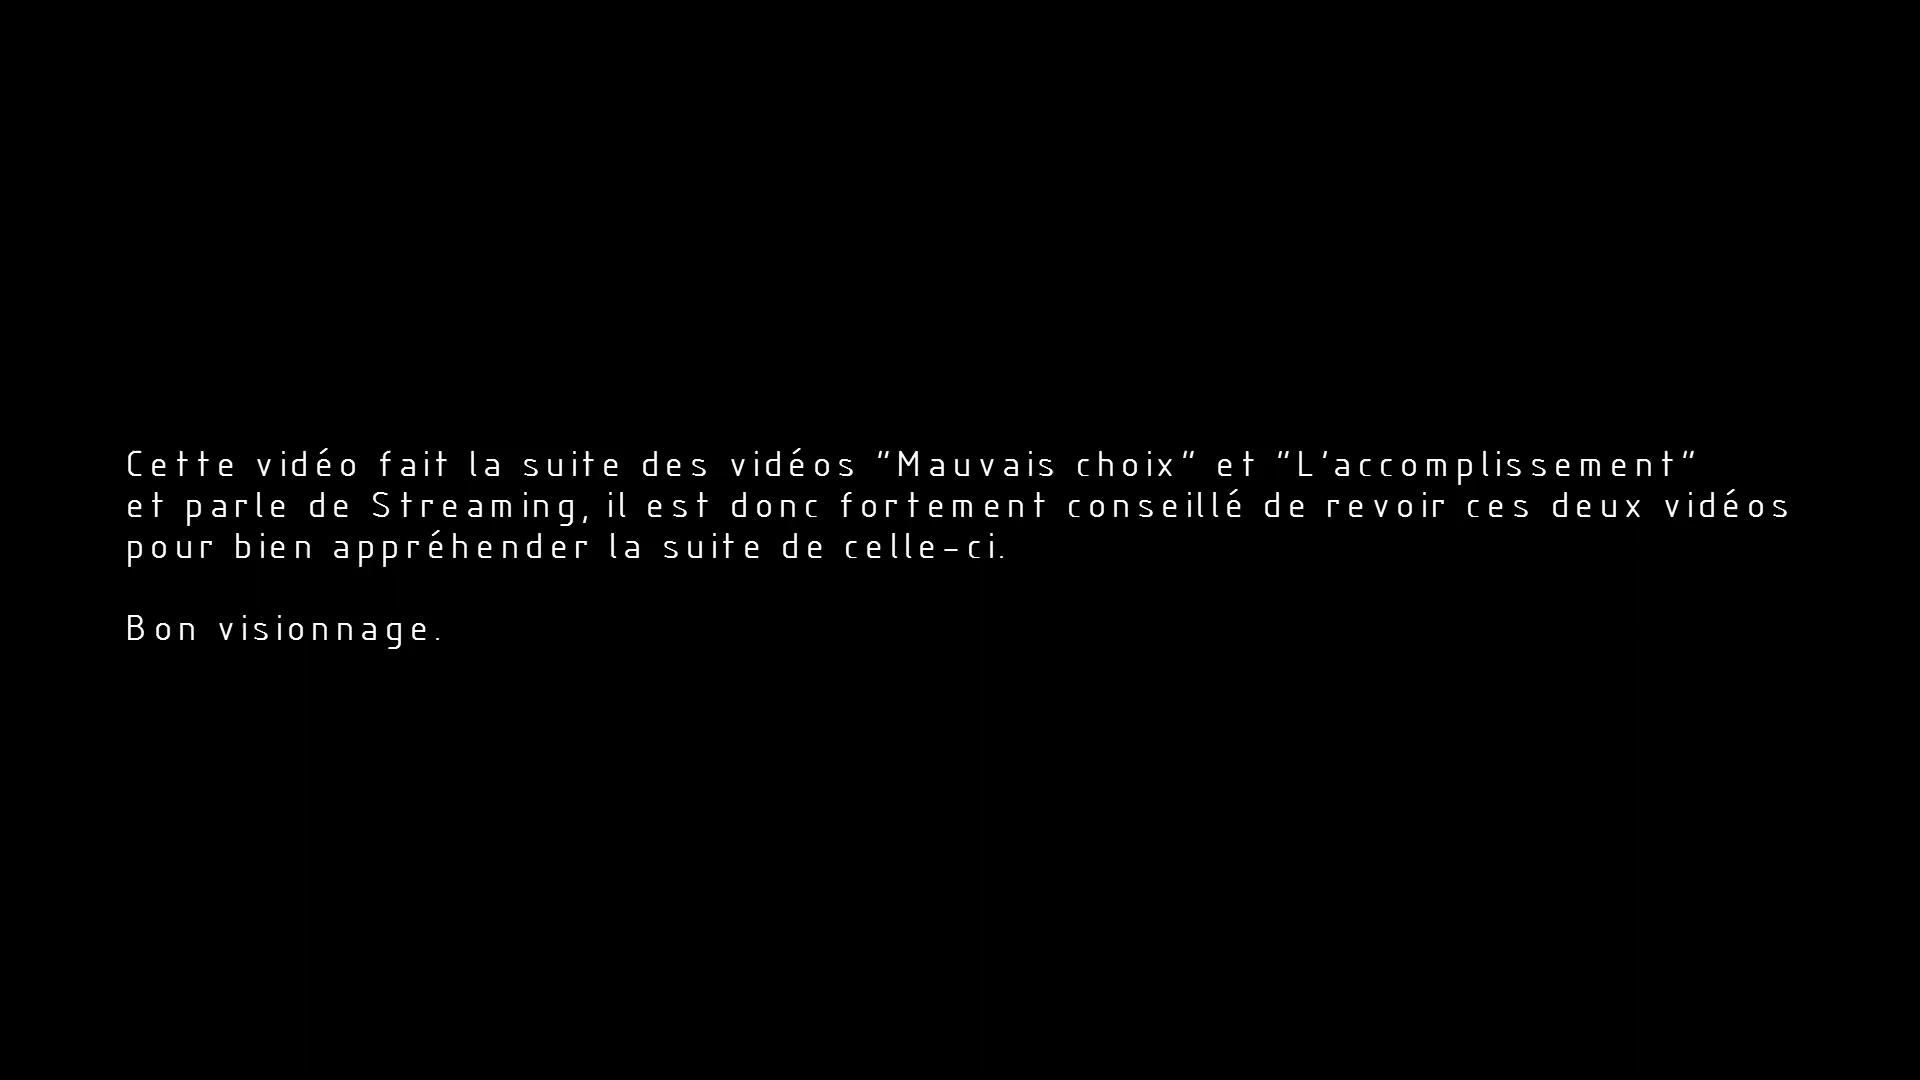 Cette vidéo fait la suite des vidéos "Mauvais choix" et "L'accomplissement"
et parle de Streaming, il est donc fortement conseillé de revoir ces deux vidéos
pour bien appréhender la suite de celle-ci.
Bon visionnage.